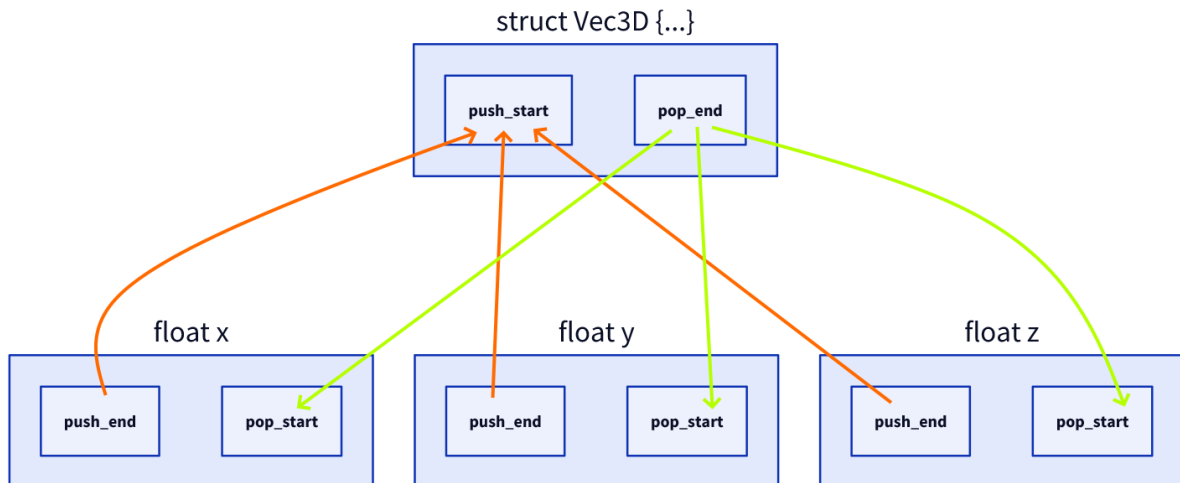 struct Vec3D {...}
push_start
pop_end
float x
float y
float z
push_end
pop_start
push_end
pop_start
push_end
pop_start